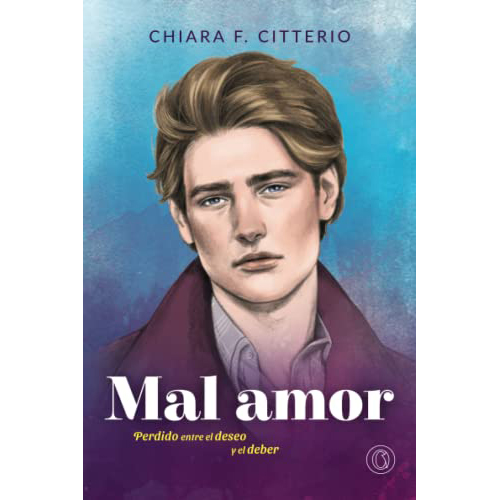 CHIARA F. CITTERIO
Mal amor
Perdido entre el deseo
y el deber